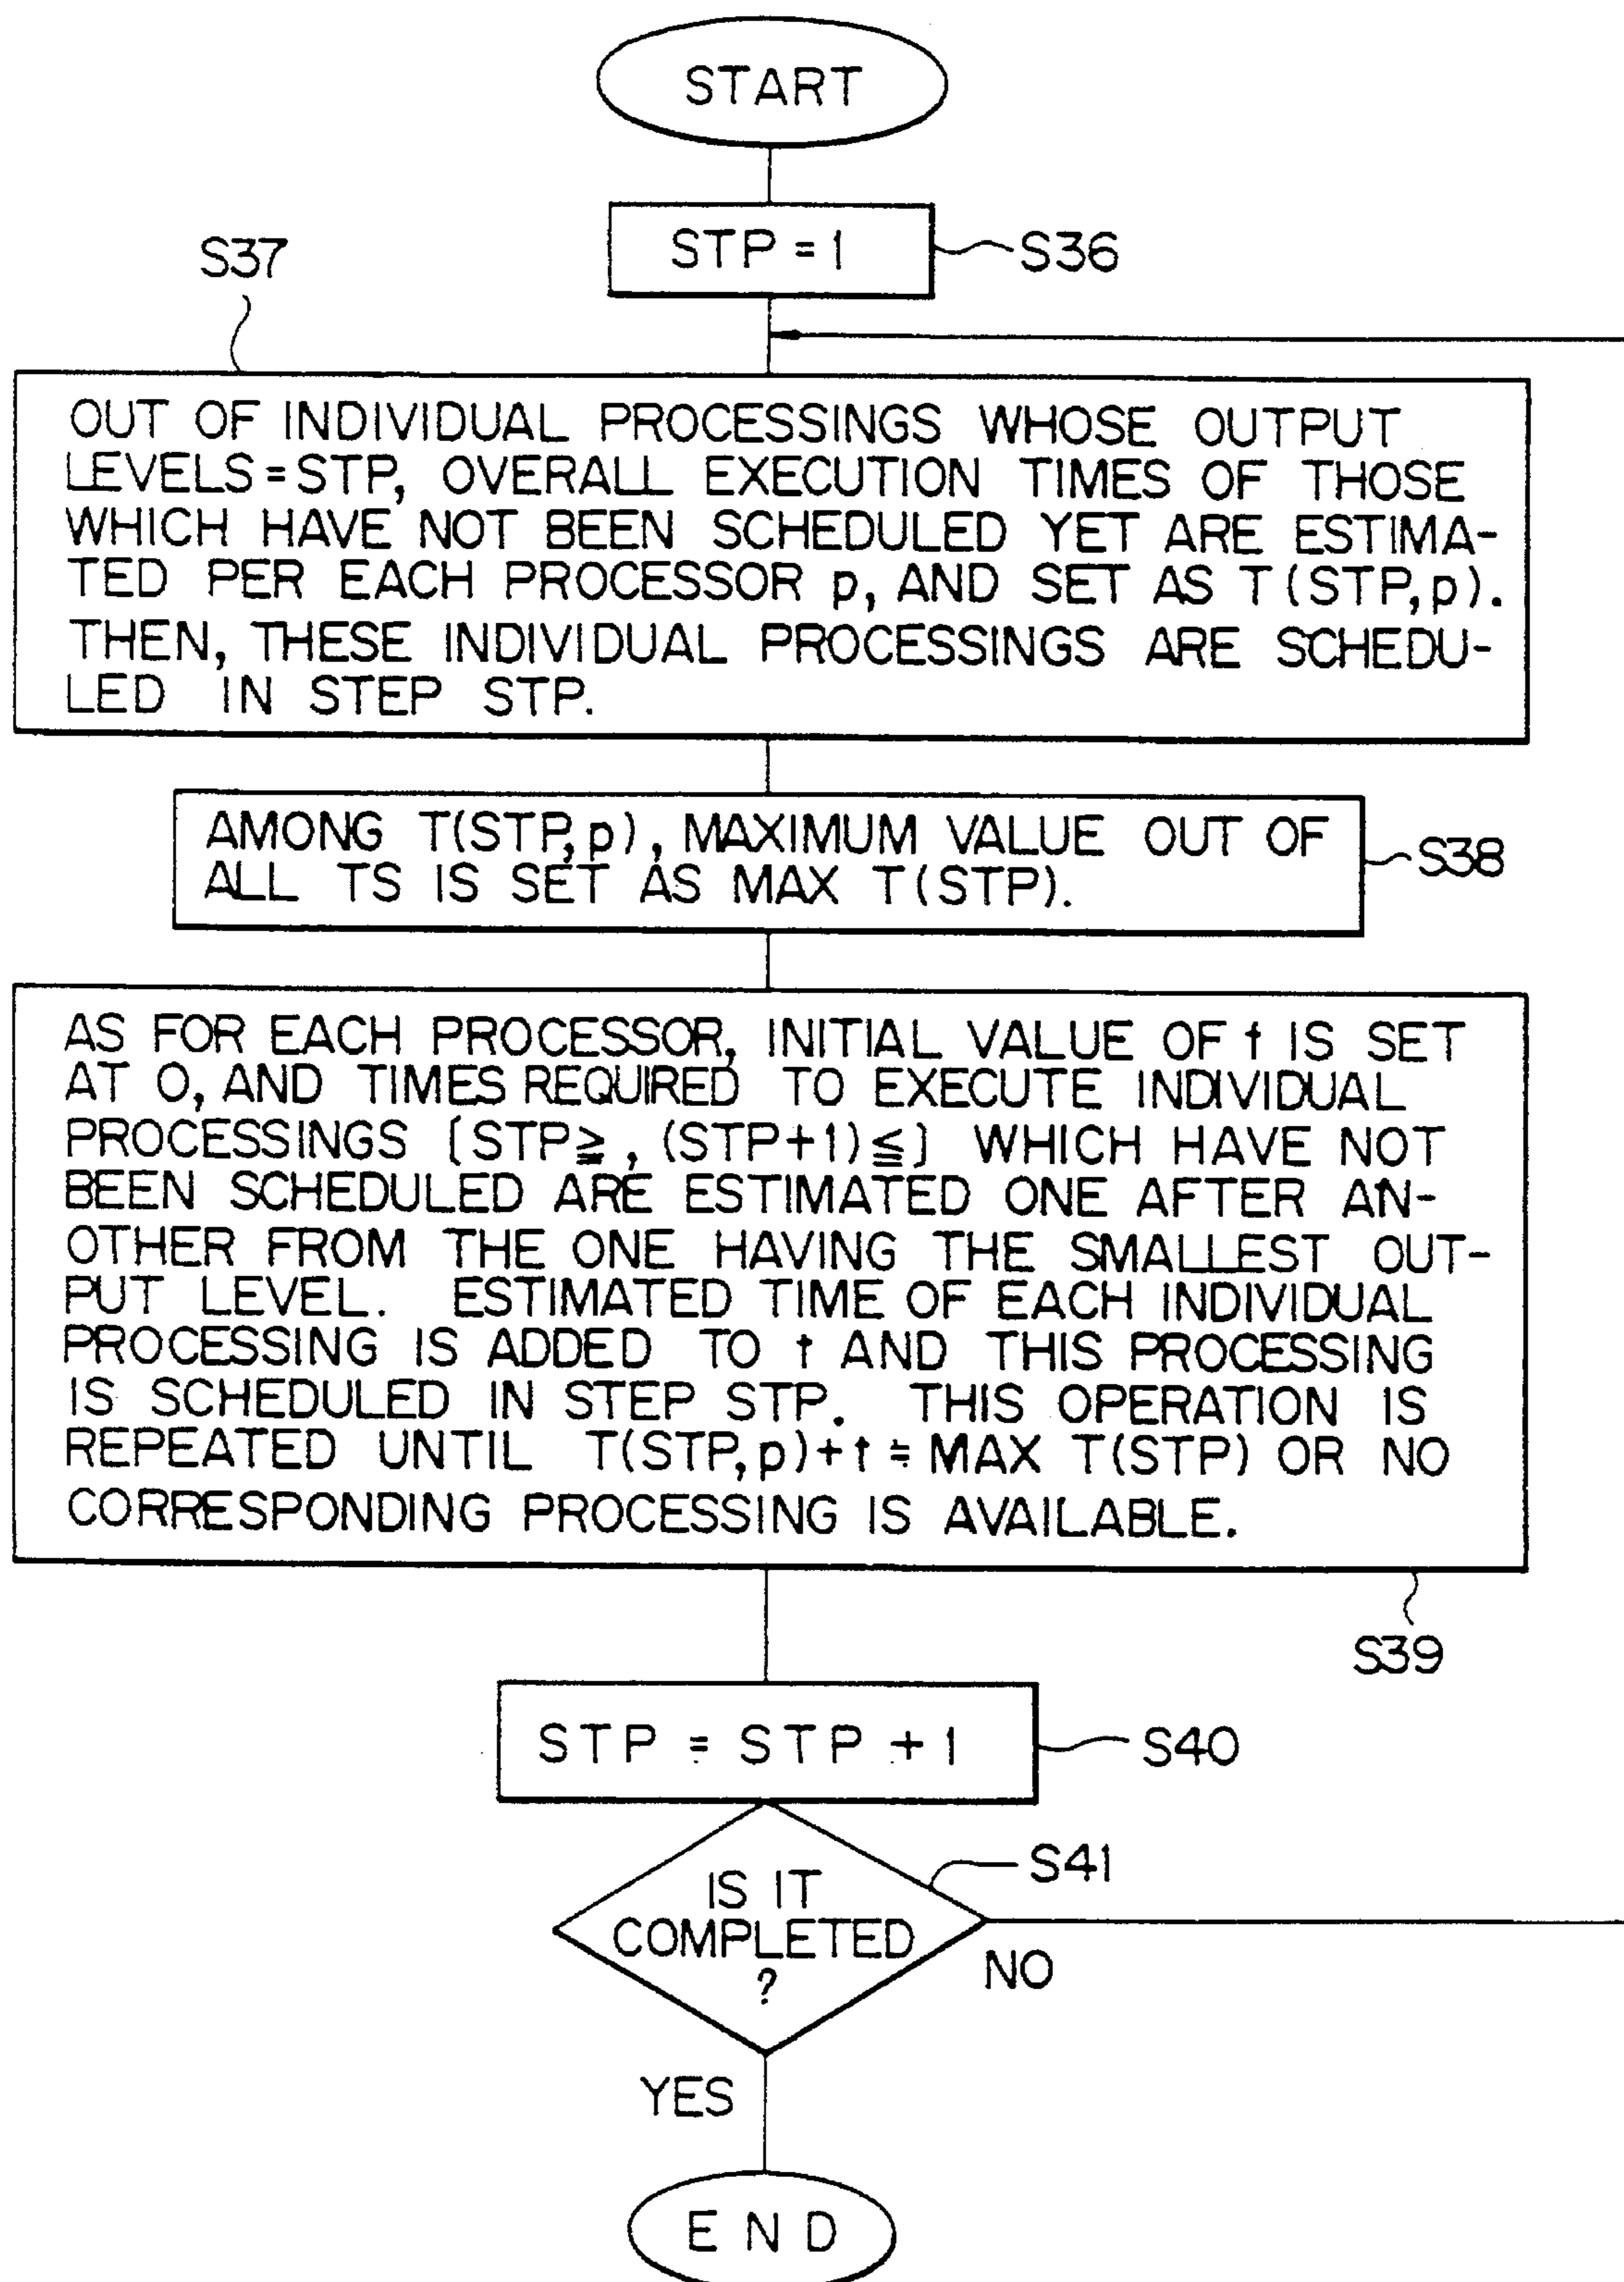 START
STP = 1
S36
S37
OUT OF INDIVIDUAL PROCESSINGS WHOSE OUTPUT
LEVELS = STP, OVERALL EXECUTION TIMES OF THOSE
WHICH HAVE NOT BEEN SCHEDULED YET ARE ESTIMA-
TED PER EACH PROCESSOR p, AND SET AS T(STP,p).
THEN, THESE INDIVIDUAL PROCESSINGS ARE SCHEDU-
LED IN STEP STP.
AMONG T(STP,p), MAXIMUM VALUE OUT OF
ALL TS IS SET AS MAX T(STP).
S38
AS FOR EACH PROCESSOR, INITIAL VALUE OF t IS SET
AT 0, AND TIMES REQUIRED TO EXECUTE INDIVIDUAL
PROCESSINGS [STP≧, (STP+1)≦] WHICH HAVE NOT
BEEN SCHEDULED ARE ESTIMATED ONE AFTER AN-
OTHER FROM THE ONE HAVING THE SMALLEST OUT-
PUT LEVEL. ESTIMATED TIME OF EACH INDIVIDUAL
PROCESSING IS ADDED TO t AND THIS PROCESSING
IS SCHEDULED IN STEP STP. THIS OPERATION IS
REPEATED UNTIL T(STP,p)+t ≒ MAX T(STP) OR NO
CORRESPONDING PROCESSING IS AVAILABLE.
S39
STP = STP + 1
S40
IS IT
COMPLETED
?
S41
NO
YES
END